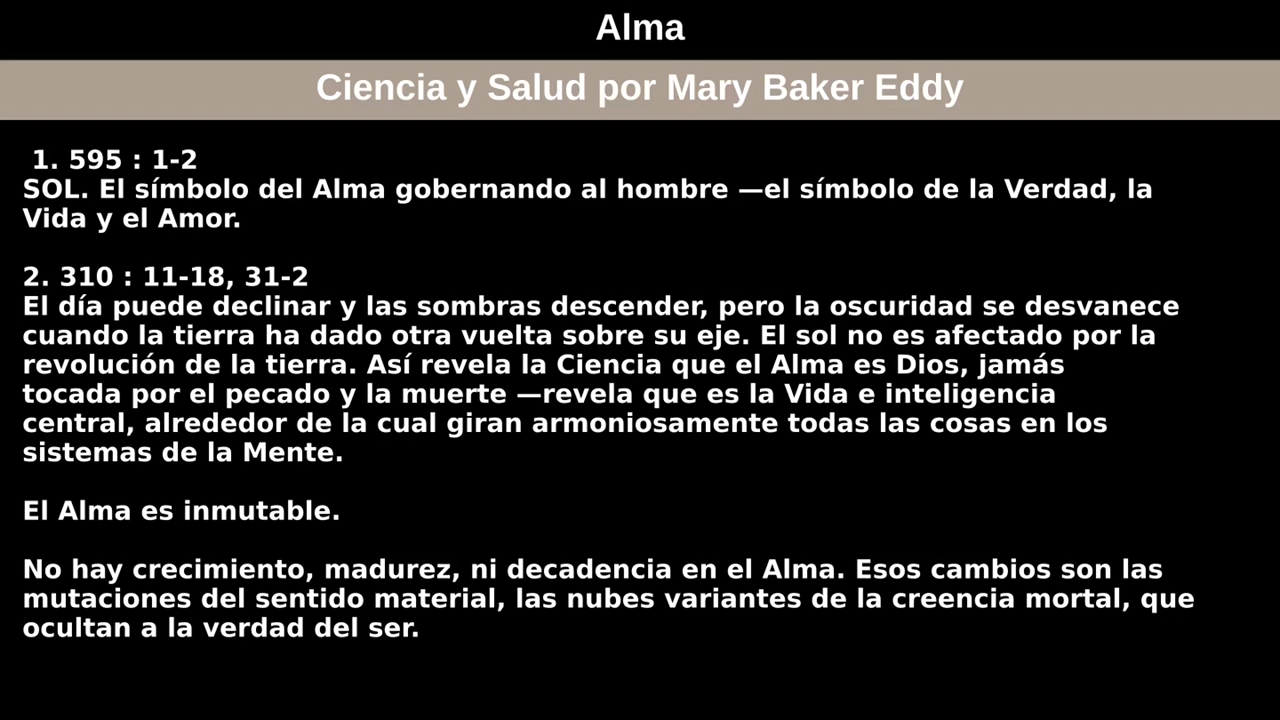 Alma
Ciencia y Salud por Mary Baker Eddy
1. 595 : 1-2
SOL. El símbolo del Alma gobernando al hombre —el símbolo de la Verdad, la
Vida y el Amor.
2. 310 : 11-18, 31-2
El día puede declinar y las sombras descender, pero la oscuridad se desvanece
cuando la tierra ha dado otra vuelta sobre su eje. El sol no es afectado por la
revolución de la tierra. Así revela la Ciencia que el Alma es Dios, jamás
tocada por el pecado y la muerte —revela que es la Vida e inteligencia
central, alrededor de la cual giran armoniosamente todas las cosas en los
sistemas de la Mente.
El Alma es inmutable.
No hay crecimiento, madurez, ni decadencia en el Alma. Esos cambios son las
mutaciones del sentido material, las nubes variantes de la creencia mortal, que
ocultan a la verdad del ser.